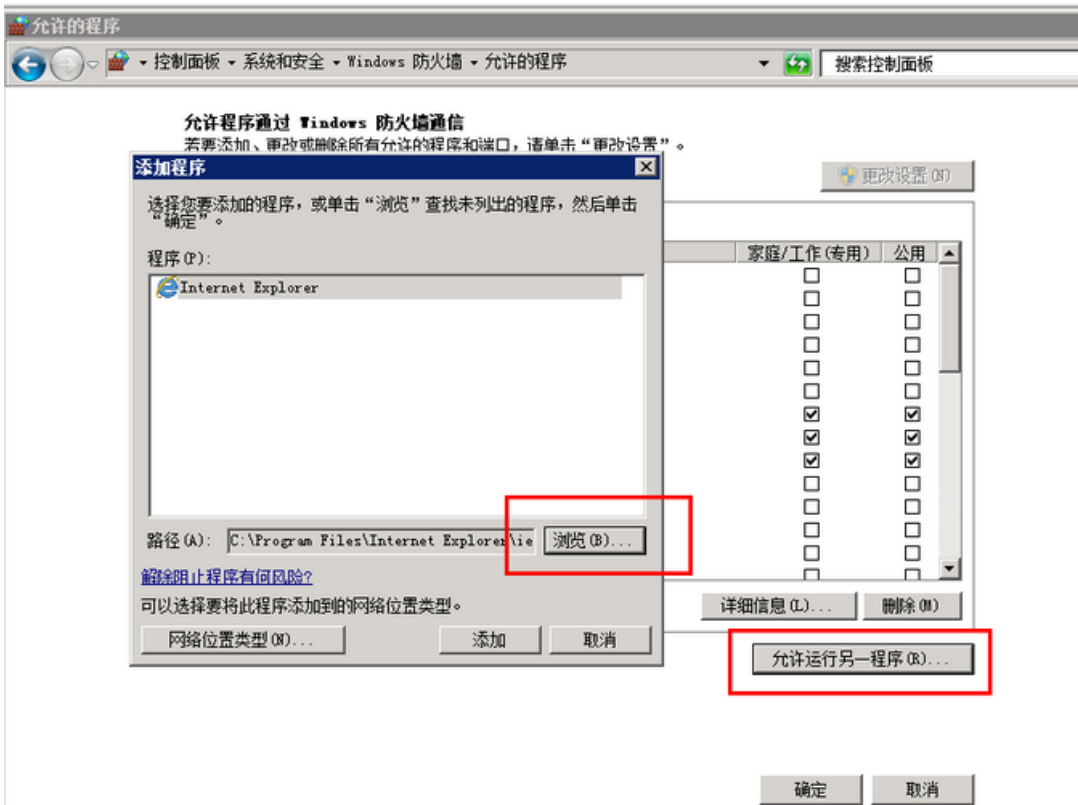 允许的程序
控制面板 系统和安全 Windows 防火墙 允许的程序
搜索控制面板
允许程序通过 Windows 防火墙通信
若要添加、更改或删除所有允许的程序和端口，请单击“更改设置”。
更改设置(N)
添加程序
选择您要添加的程序，或单击“浏览”查找未列出的程序，然后单击
“确定”。
程序(P):
Internet Explorer
家庭/工作(专用) 公用
路径(A): C:\Program Files\Internet Explorer\ie 浏览(B)...
解除阻止程序有何风险?
可以选择要将此程序添加到的网络位置类型。
网络位置类型(N)... 添加 取消
详细信息(L)... 删除(M)
允许运行另一程序(R)...
确定 取消